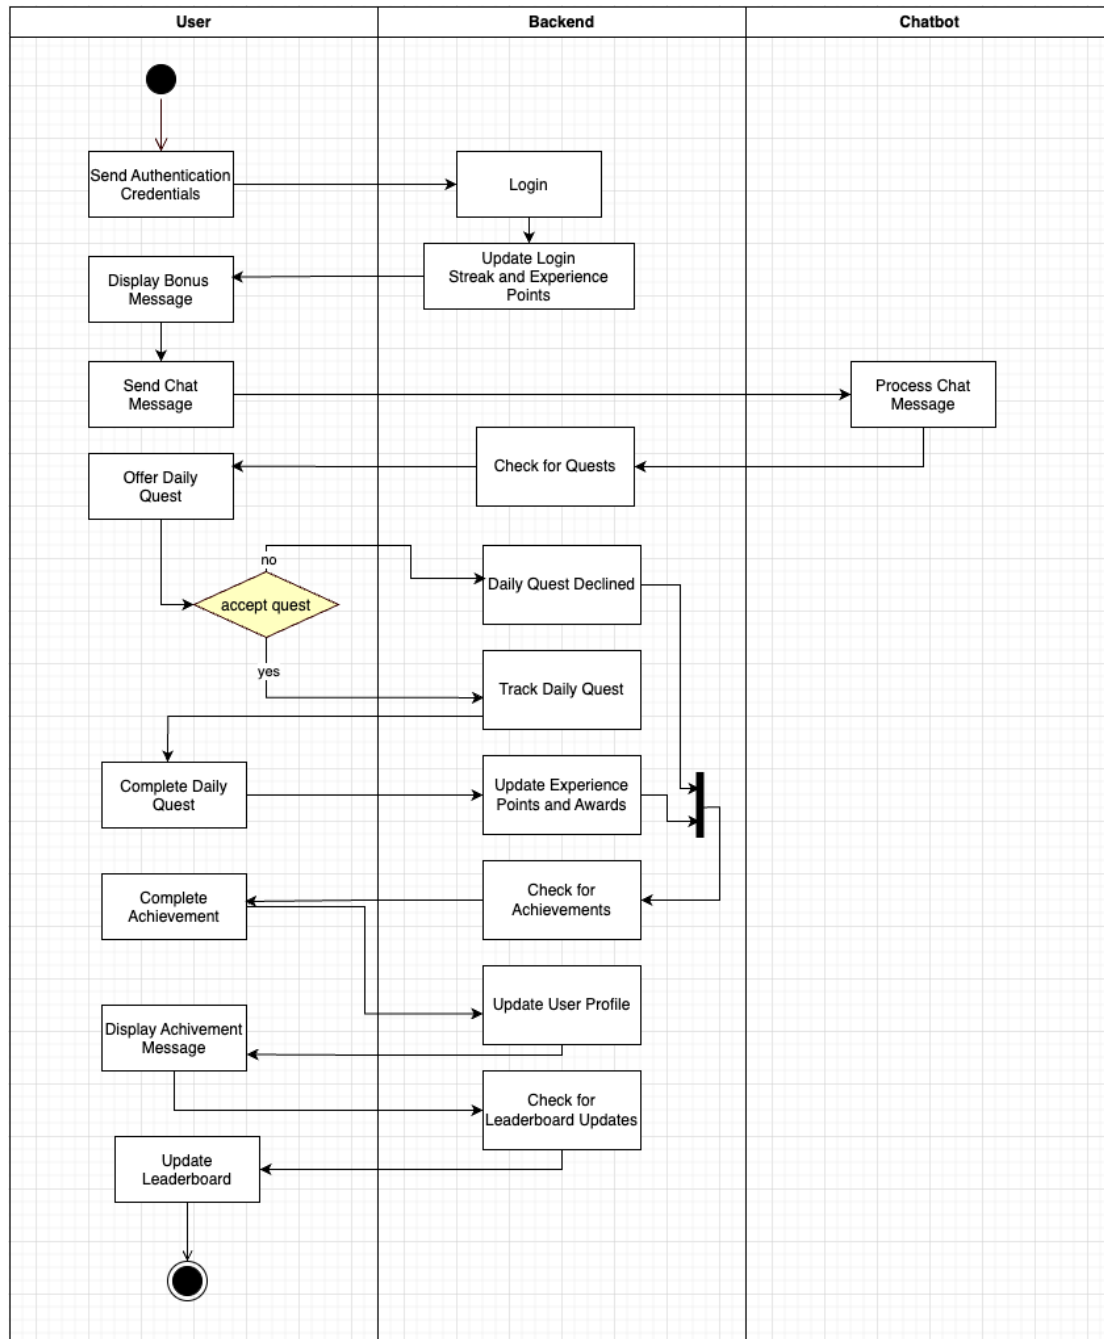 User
Backend
Chatbot
Send Authentication
Credentials
Login
Update Login
Streak and Experience
Points
Display Bonus
Message
Send Chat
Message
Process Chat
Message
Check for Quests
Offer Daily
Quest
no
accept quest
Daily Quest Declined
yes
Track Daily Quest
Complete Daily
Quest
Update Experience
Points and Awards
Complete
Achievement
Check for
Achievements
Update User Profile
Display Achivement
Message
Check for
Leaderboard Updates
Update
Leaderboard